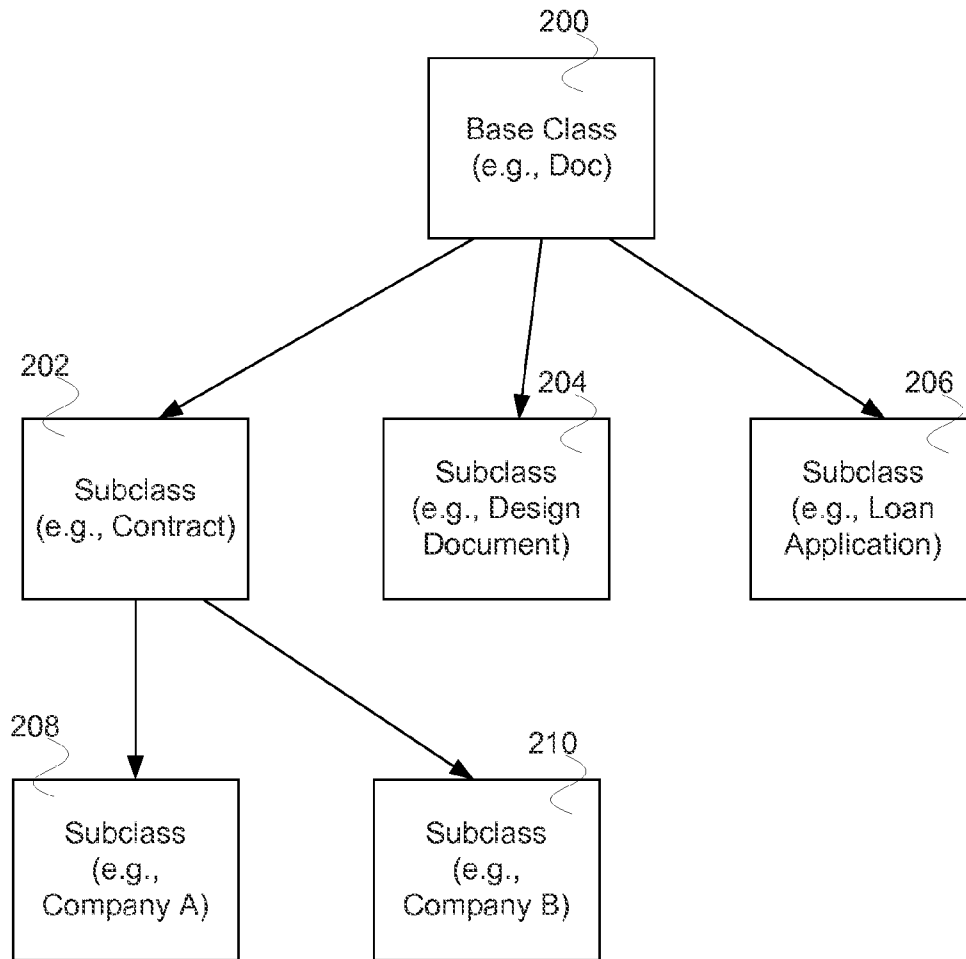 200
Base Class
(e.g., Doc)
202
204
206
Subclass
(e.g., Contract)
Subclass
(e.g., Design
Document)
Subclass
(e.g., Loan
Application)
208
210
Subclass
(e.g.,
Company A)
Subclass
(e.g.,
Company B)